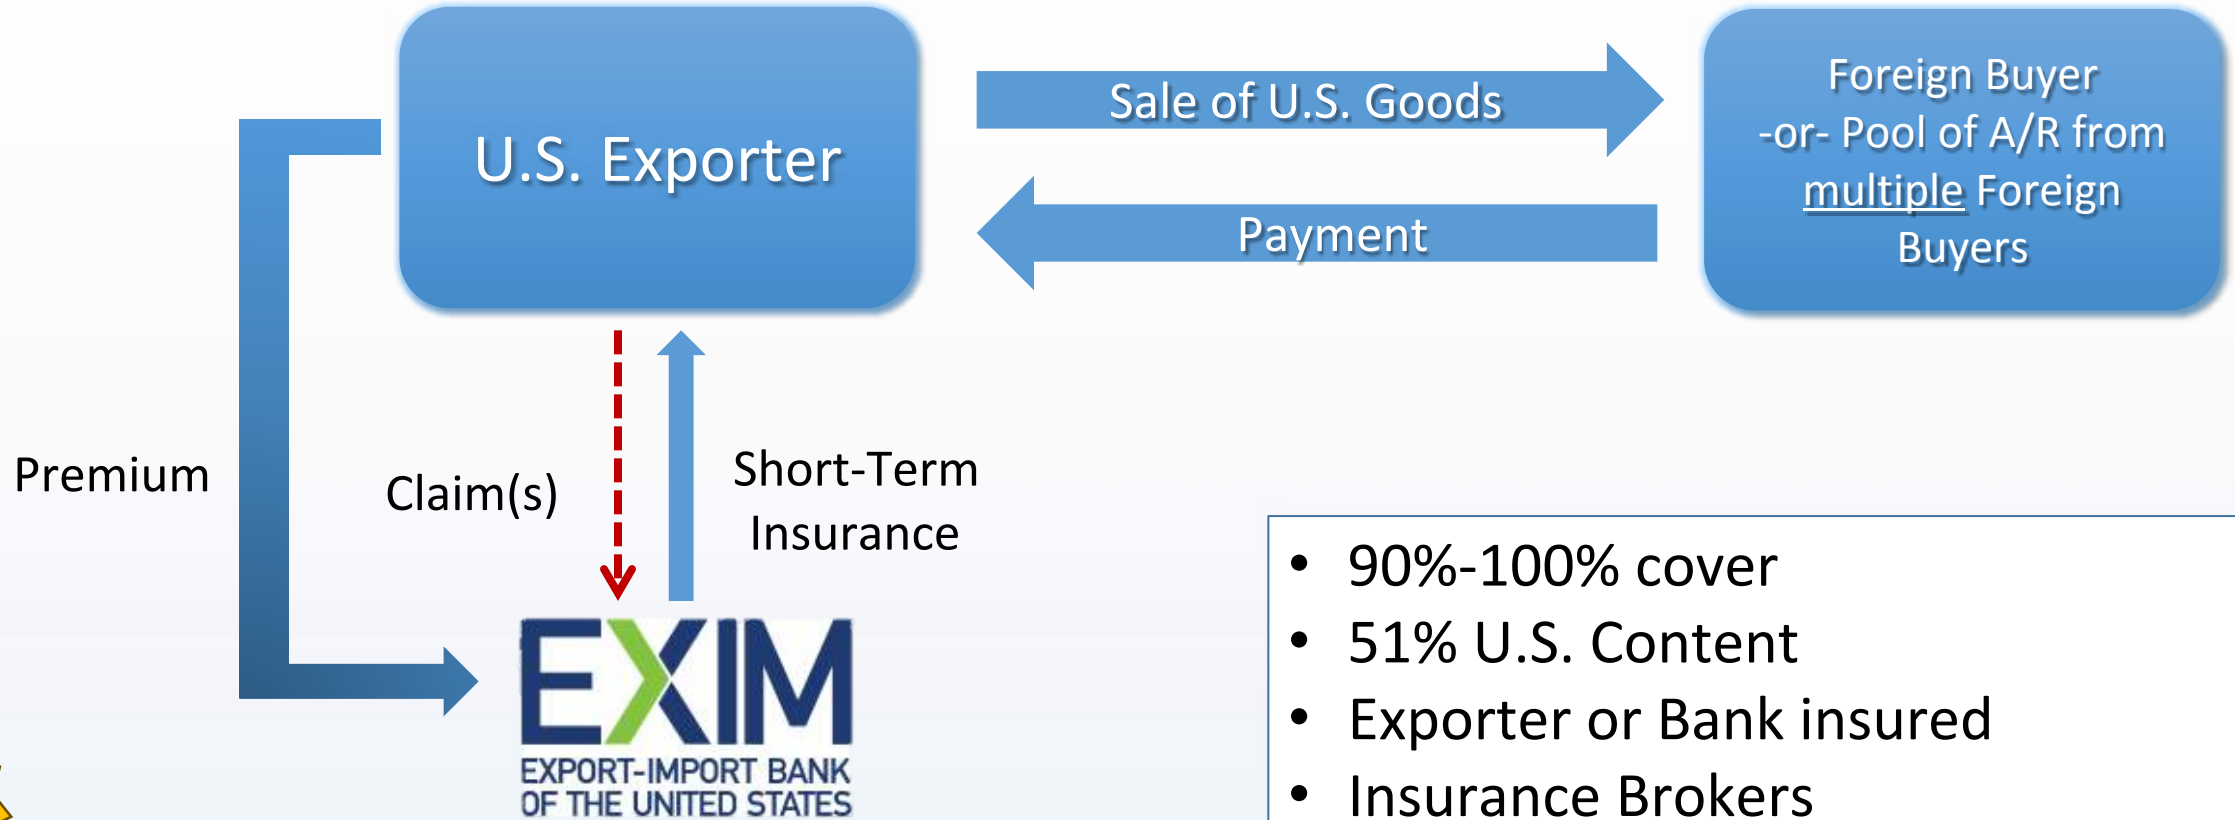 U.S. Exporter
Sale of U.S. Goods
Payment
Foreign Buyer
-or- Pool of A/R from
multiple Foreign
Buyers
Premium
Claim(s)
Short-Term
Insurance
EXIM
EXPORT-IMPORT BANK
OF THE UNITED STATES
• 90%-100% cover
• 51% U.S. Content
• Exporter or Bank insured
• Insurance Brokers